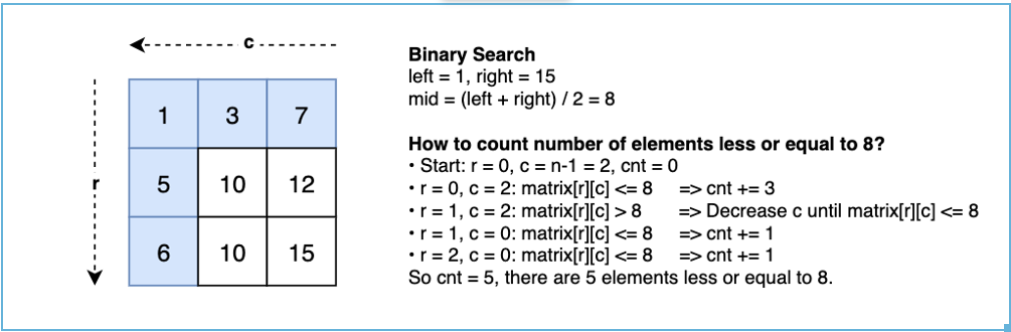 c
r
1 3 7
5 10 12
6 10 15
Binary Search
left = 1, right = 15
mid = (left + right) / 2 = 8
How to count number of elements less or equal to 8?
• Start: r = 0, c = n-1 = 2, cnt = 0
• r = 0, c = 2: matrix[r][c] <= 8 => cnt += 3
• r = 1, c = 2: matrix[r][c] > 8 => Decrease c until matrix[r][c] <= 8
• r = 1, c = 0: matrix[r][c] <= 8 => cnt += 1
• r = 2, c = 0: matrix[r][c] <= 8 => cnt += 1
So cnt = 5, there are 5 elements less or equal to 8.